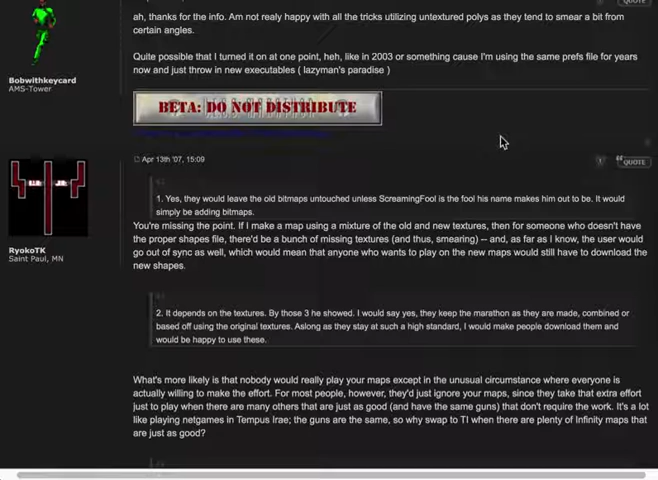 QUOTE
ah, thanks for the info. Am not realy happy with all the tricks utilizing untextured polys as they tend to smear a bit from
certain angles.
Quite possible that I turned it on at one point, heh, like in 2003 or something cause I'm using the same prefs file for years
now and just throw in new executables ( lazyman's paradise )
Bobwithkeycard
AMS-Tower
BETA: DO NOT DISTRIBUTE
Apr 13th '07, 15:09
QUOTE
1. Yes, they would leave the old bitmaps untouched unless ScreamingFool is the fool his name makes him out to be. It would
simply be adding bitmaps.
You're missing the point. If I make a map using a mixture of the old and new textures, then for someone who doesn't have
the proper shapes file, there'd be a bunch of missing textures (and thus, smearing) -- and, as far as I know, the user would
go out of sync as well, which would mean that anyone who wants to play on the new maps would still have to download the
new shapes.
RyokoTK
Saint Paul, MN
2. It depends on the textures. By those 3 he showed. I would say yes, they keep the marathon as they are made, combined or
based off using the original textures. Aslong as they stay at such a high standard, I would make people download them and
would be happy to use these.
What's more likely is that nobody would really play your maps except in the unusual circumstance where everyone is
actually willing to make the effort. For most people, however, they'd just ignore your maps, since they take that extra effort
just to play when there are many others that are just as good (and have the same guns) that don't require the work. It's a lot
like playing netgames in Tempus Irae; the guns are the same, so why swap to TI when there are plenty of Infinity maps that
are just as good?